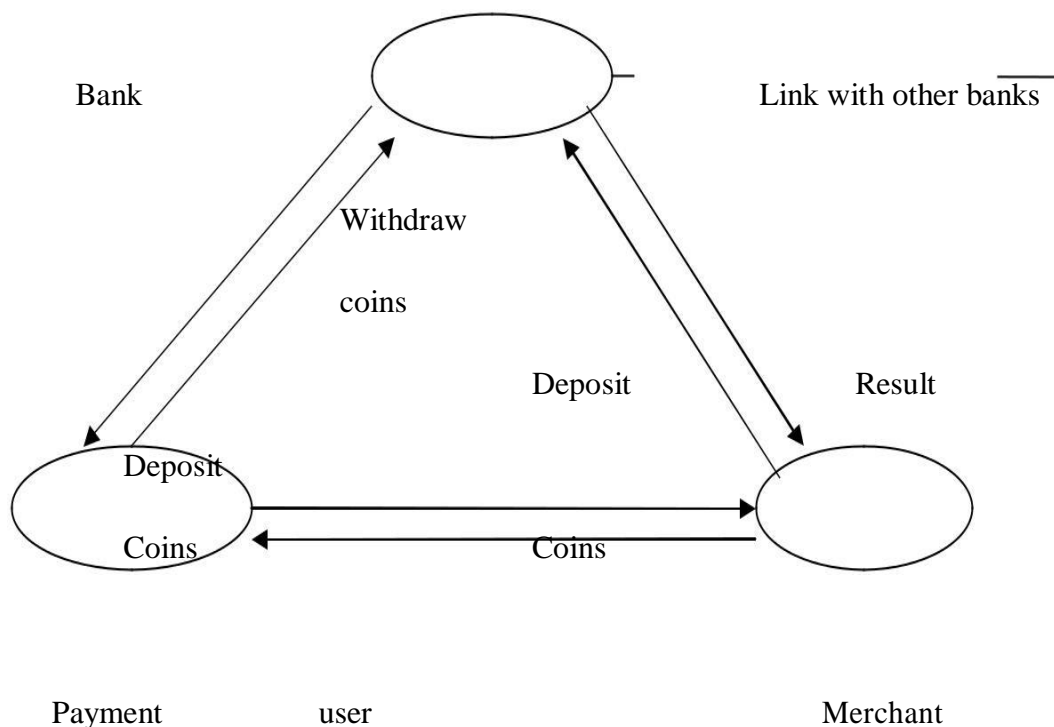 Bank
Link with other banks
Withdraw
coins
Deposit
Result
Deposit
Coins
Coins
Payment user
Merchant